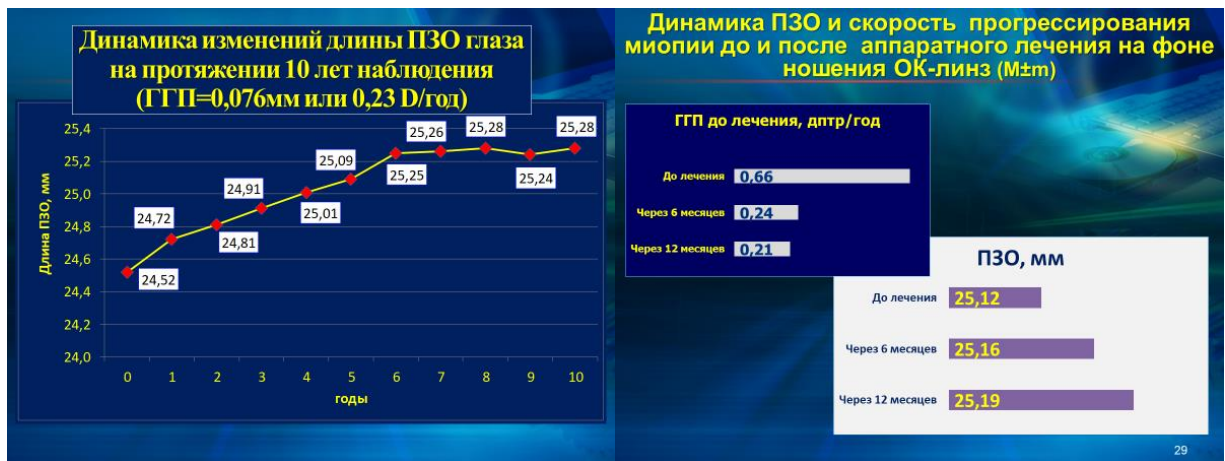 Динамика изменений длины ПЗО глаза
на протяжении 10 лет наблюдения
(ГГП=0,076мм или 0,23 D/год)
Длина ПЗО, мм
25,4
25,2
25,0
24,8
24,6
24,4
24,2
24,0
24,52
24,72
24,81
24,91
25,01
25,09
25,25
25,26
25,28
25,24
25,28
0 1 2 3 4 5 6 7 8 9 10
годы
Динамика ПЗО и скорость прогрессирования
миопии до и после аппаратного лечения на фоне
ношения ОК-линз (M±m)
ГГП до лечения, дптр/год
До лечения 0,66
Через 6 месяцев 0,24
Через 12 месяцев 0,21
ПЗО, мм
До лечения 25,12
Через 6 месяцев 25,16
Через 12 месяцев 25,19
29